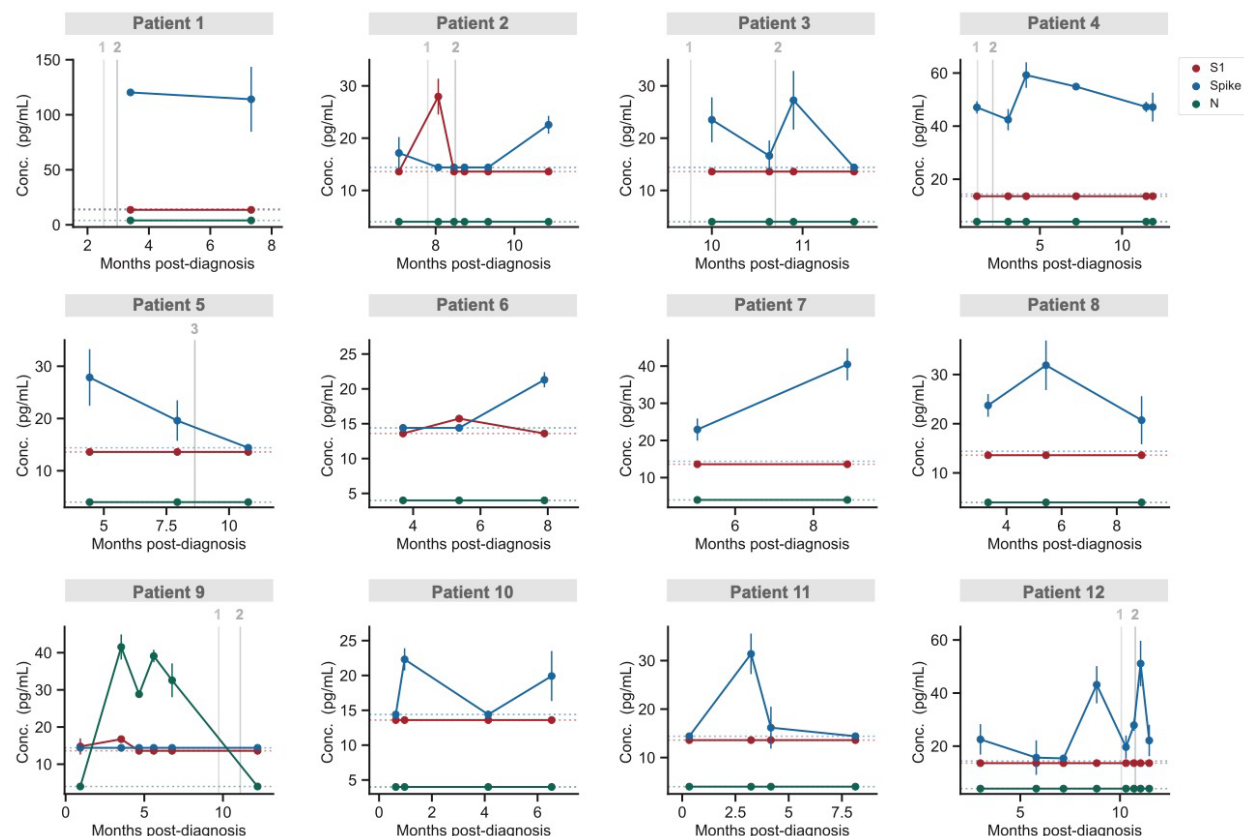 Patient 1
Patient 2
Patient 3
Patient 4
1 2
1 2
1 2
1 2
S1
Spike
N
Conc. (pg/mL)
150
100
50
0
2 4 6 8
Months post-diagnosis
Conc. (pg/mL)
30
20
10
8 10
Months post-diagnosis
Conc. (pg/mL)
30
20
10
10 11
Months post-diagnosis
Conc. (pg/mL)
60
40
20
5 10
Months post-diagnosis
Patient 5
Patient 6
Patient 7
Patient 8
3
Conc. (pg/mL)
30
20
10
5 7.5 10
Months post-diagnosis
Conc. (pg/mL)
25
20
15
10
5
4 6 8
Months post-diagnosis
Conc. (pg/mL)
40
30
20
10
6 8
Months post-diagnosis
Conc. (pg/mL)
30
20
10
4 6 8
Months post-diagnosis
Patient 9
Patient 10
Patient 11
Patient 12
1 2
1 2
Conc. (pg/mL)
40
30
20
10
0 5 10
Months post-diagnosis
Conc. (pg/mL)
25
20
15
10
5
0 2 4 6
Months post-diagnosis
Conc. (pg/mL)
30
20
10
0 2.5 5 7.5
Months post-diagnosis
Conc. (pg/mL)
60
40
20
5 10
Months post-diagnosis